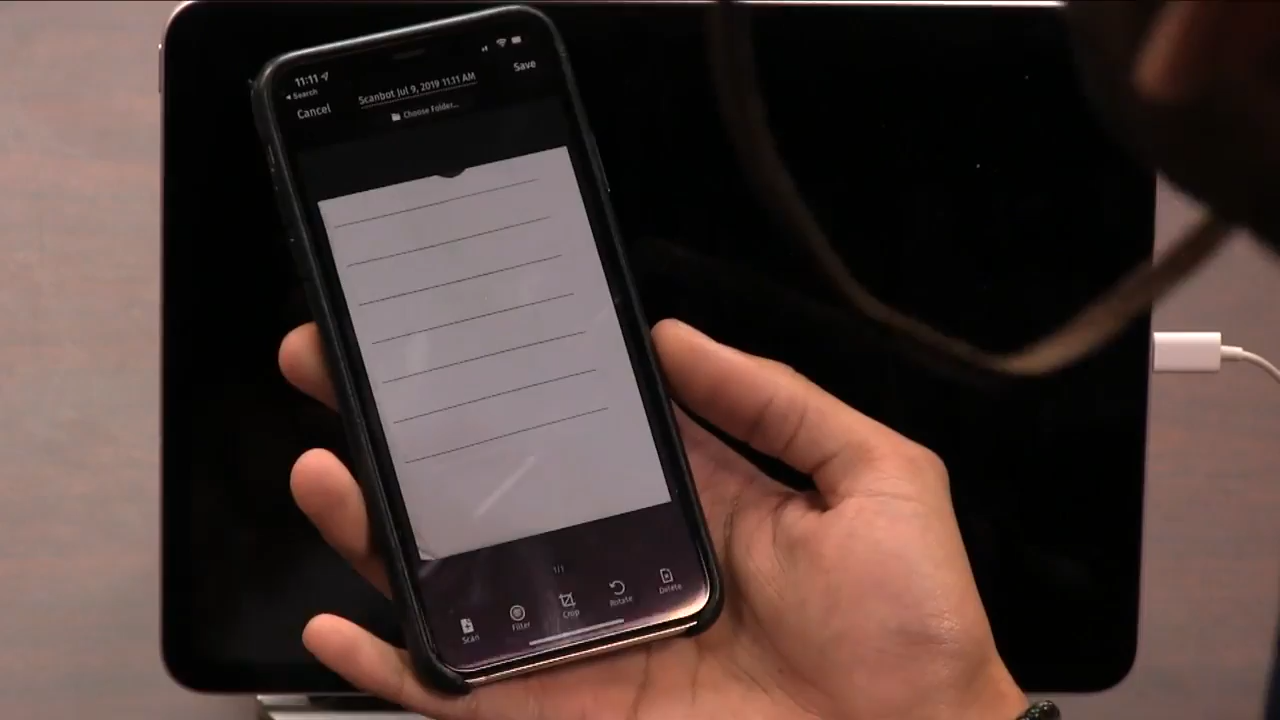 11:11
Search
Cancel
Scanbot Jul 9, 2019 11.11 AM
Save
Choose Folder...
1/1
Scan
Filter
Crop
Rotate
Delete